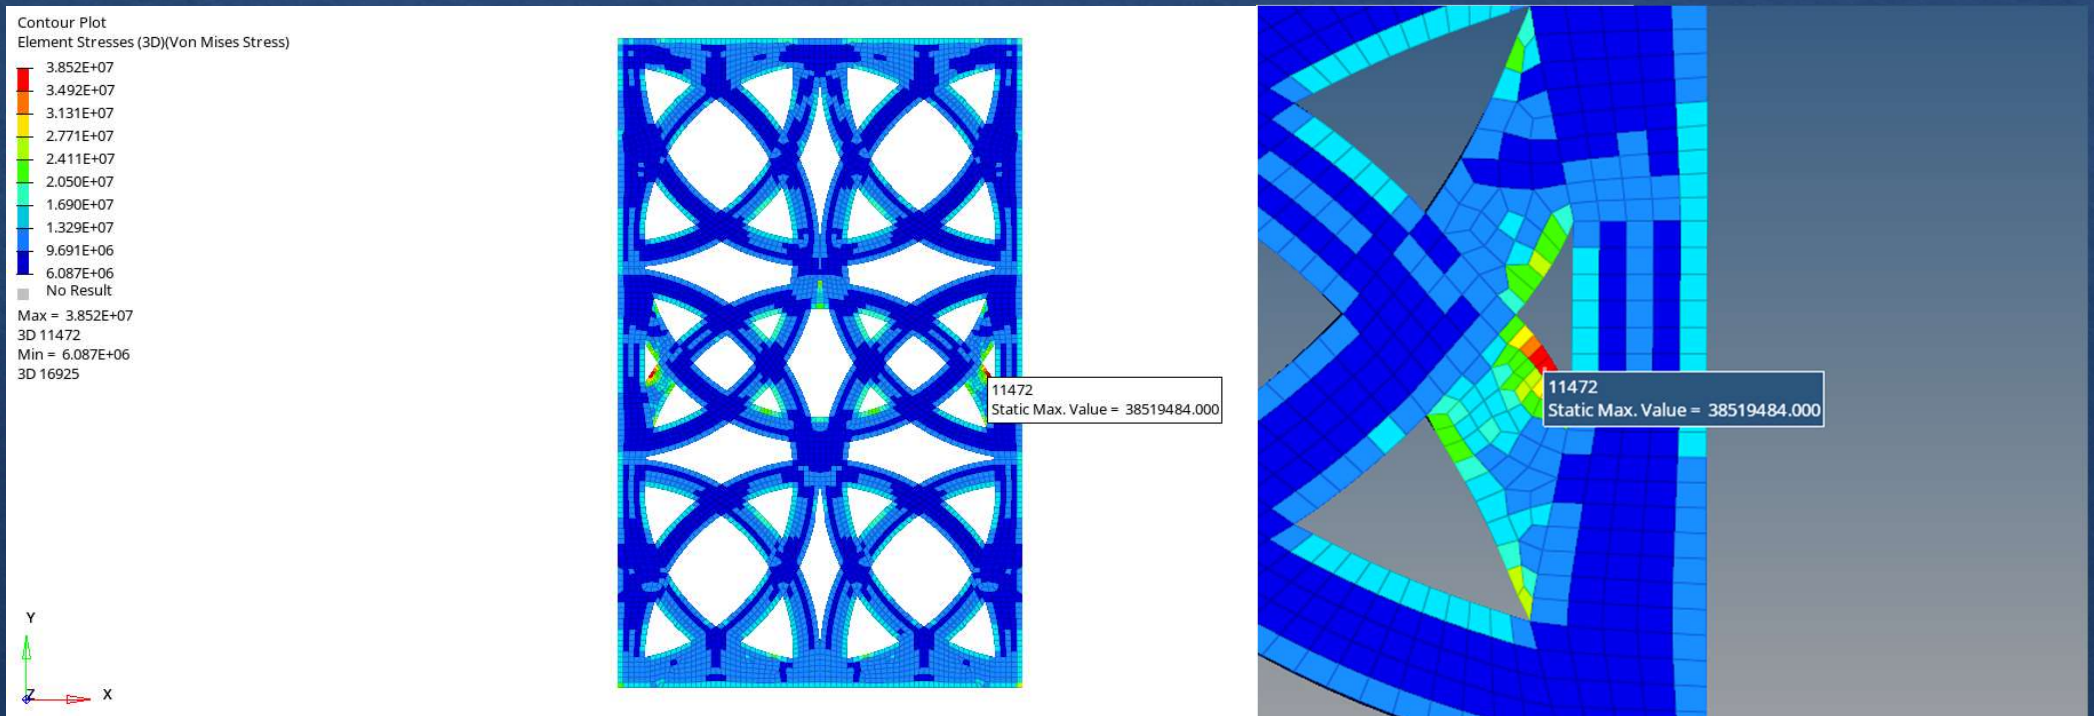 Contour Plot
Element Stresses (3D)(Von Mises Stress)
3.852E+07
3.492E+07
3.131E+07
2.771E+07
2.411E+07
2.050E+07
1.690E+07
1.329E+07
9.691E+06
6.087E+06
No Result
Max = 3.852E+07
3D 11472
Min = 6.087E+06
3D 16925
11472
Static Max. Value = 38519484.000
11472
Static Max. Value = 38519484.000
Y
Z
X